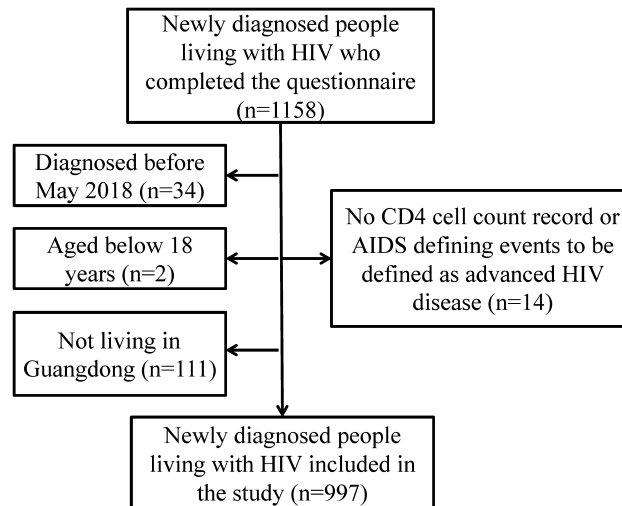 Newly diagnosed people
living with HIV who
completed the questionnaire
(n=1158)
Diagnosed before
May 2018 (n=34)
No CD4 cell count record or
AIDS defining events to be
defined as advanced HIV
disease (n=14)
Aged below 18
years (n=2)
Not living in
Guangdong (n=111)
Newly diagnosed people
living with HIV included in
the study (n=997)